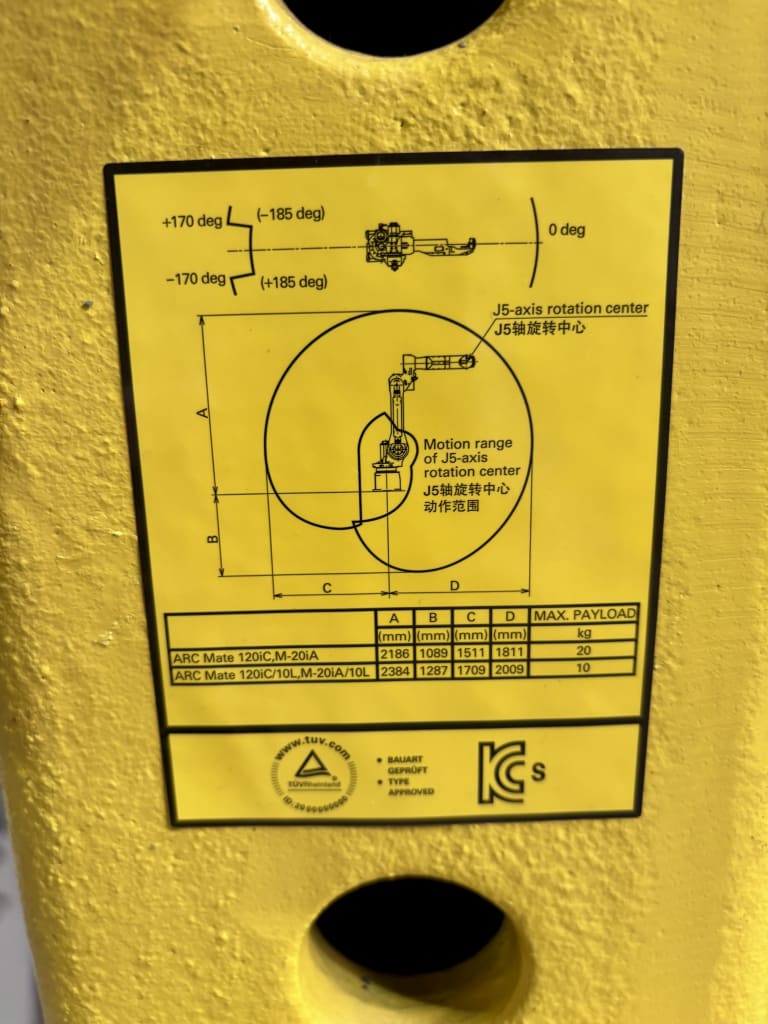 +170 deg (−185 deg)
0 deg
−170 deg (+185 deg)
J5-axis rotation center
J5轴旋转中心
A
Motion range
of J5-axis
rotation center
J5轴旋转中心
动作范围
B
C D
A B C D MAX. PAYLOAD
(mm) (mm) (mm) (mm) kg
ARC Mate 120iC,M-20iA 2186 1089 1511 1811 20
ARC Mate 120iC/10L,M-20iA/10L 2384 1287 1709 2009 10
www.tuv.com
TÜVRheinland
® 
• BAUART
GEPRÜFT
• TYPE
APPROVED
KC s